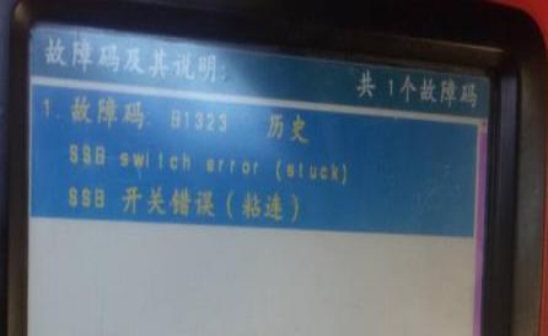 故障码及其说明:
共 1个故障码
1. 故障码: B1323 历史
SSB switch error (stuck)
SSB 开关错误(粘连)